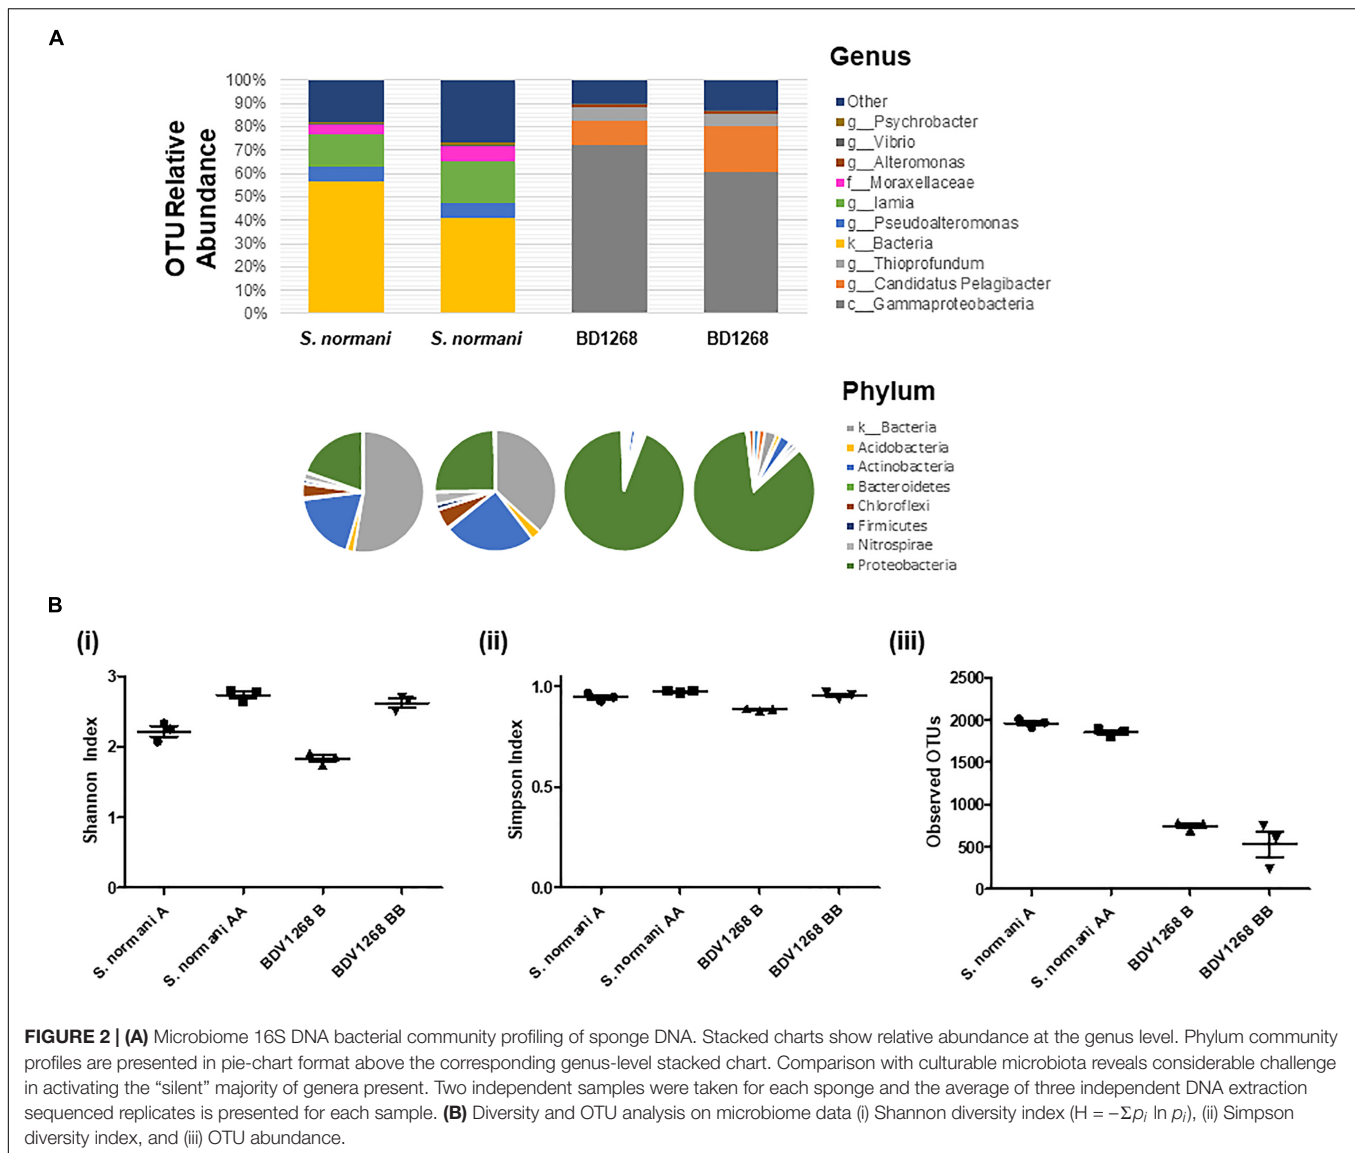 A
Genus
OTU Relative
Abundance
100%
90%
80%
70%
60%
50%
40%
30%
20%
10%
0%
Other
g__Psychrobacter
g__Vibrio
g__Alteromonas
f__Moraxellaceae
g__Iamia
g__Pseudoalteromonas
k__Bacteria
g__Thioprofundum
g__Candidatus Pelagibacter
c__Gammaproteobacteria
S. normani
S. normani
BD1268
BD1268
Phylum
k__Bacteria
Acidobacteria
Actinobacteria
Bacteroidetes
Chloroflexi
Firmicutes
Nitrospirae
Proteobacteria
B
(i)
Shannon Index
3
2
1
0
S. normani A
S. normani AA
BDV1268 B
BDV1268 BB
(ii)
Simpson Index
1.0
0.5
0.0
S. normani A
S. normani AA
BDV1268 B
BDV1268 BB
(iii)
Observed OTUs
2500
2000
1500
1000
500
0
S. normani A
S. normani AA
BDV1268 B
BDV1268 BB
FIGURE 2 | (A) Microbiome 16S DNA bacterial community profiling of sponge DNA. Stacked charts show relative abundance at the genus level. Phylum community
profiles are presented in pie-chart format above the corresponding genus-level stacked chart. Comparison with culturable microbiota reveals considerable challenge
in activating the “silent” majority of genera present. Two independent samples were taken for each sponge and the average of three independent DNA extraction
sequenced replicates is presented for each sample. (B) Diversity and OTU analysis on microbiome data (i) Shannon diversity index (H = −Σpi ln pi), (ii) Simpson
diversity index, and (iii) OTU abundance.